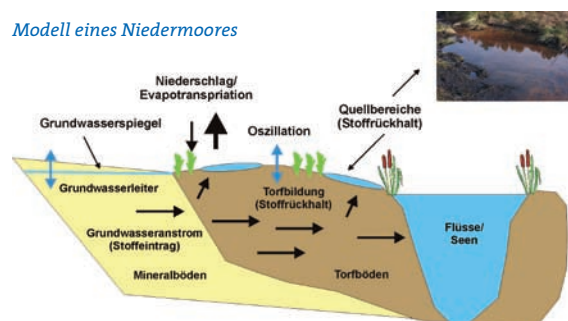 Modell eines Niedermoores
Niederschlag/
Evapotranspiration
Quellbereiche
(Stoffrückhalt)
Grundwasserspiegel
Oszillation
Grundwasserleiter
Torfbildung
(Stoffrückhalt)
Grundwasseranstrom
(Stoffeintrag)
Flüsse/
Seen
Mineralböden
Torfböden